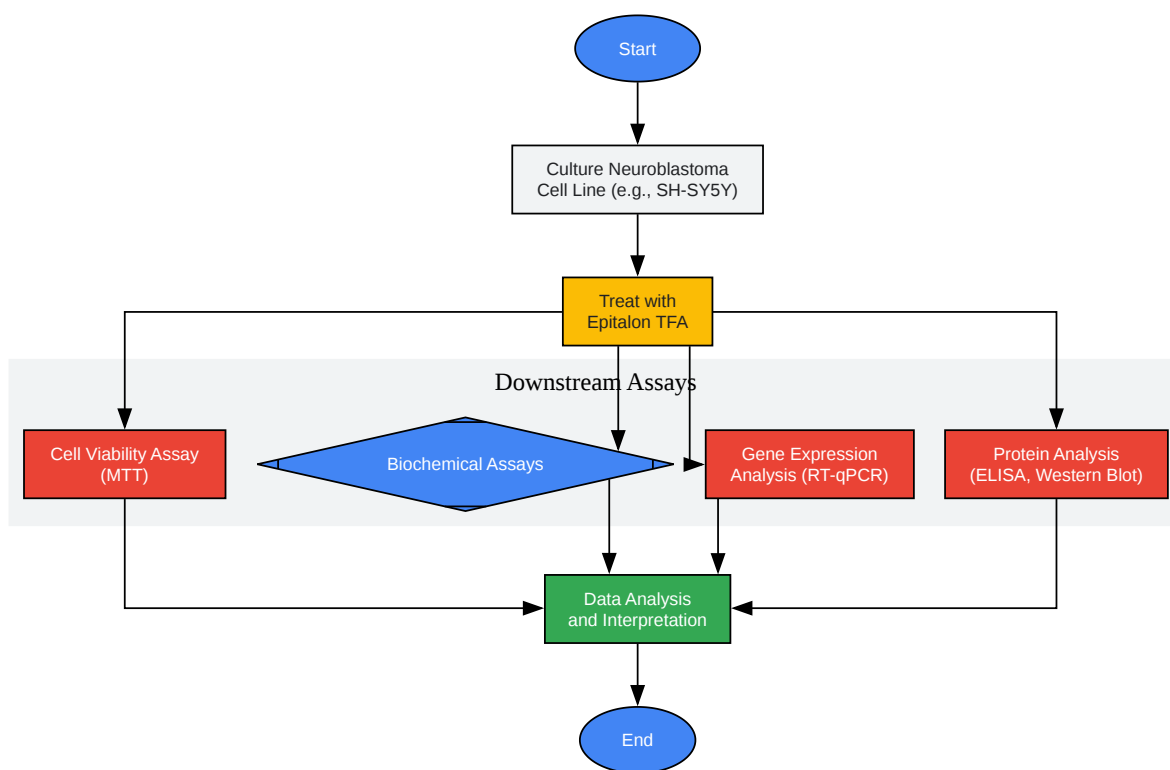 Start
Culture Neuroblastoma
Cell Line (e.g., SH-SY5Y)
Treat with
Epitalon TFA
Downstream Assays
Cell Viability Assay
(MTT)
Biochemical Assays
Gene Expression
Analysis (RT-qPCR)
Protein Analysis
(ELISA, Western Blot)
Data Analysis
and Interpretation
End